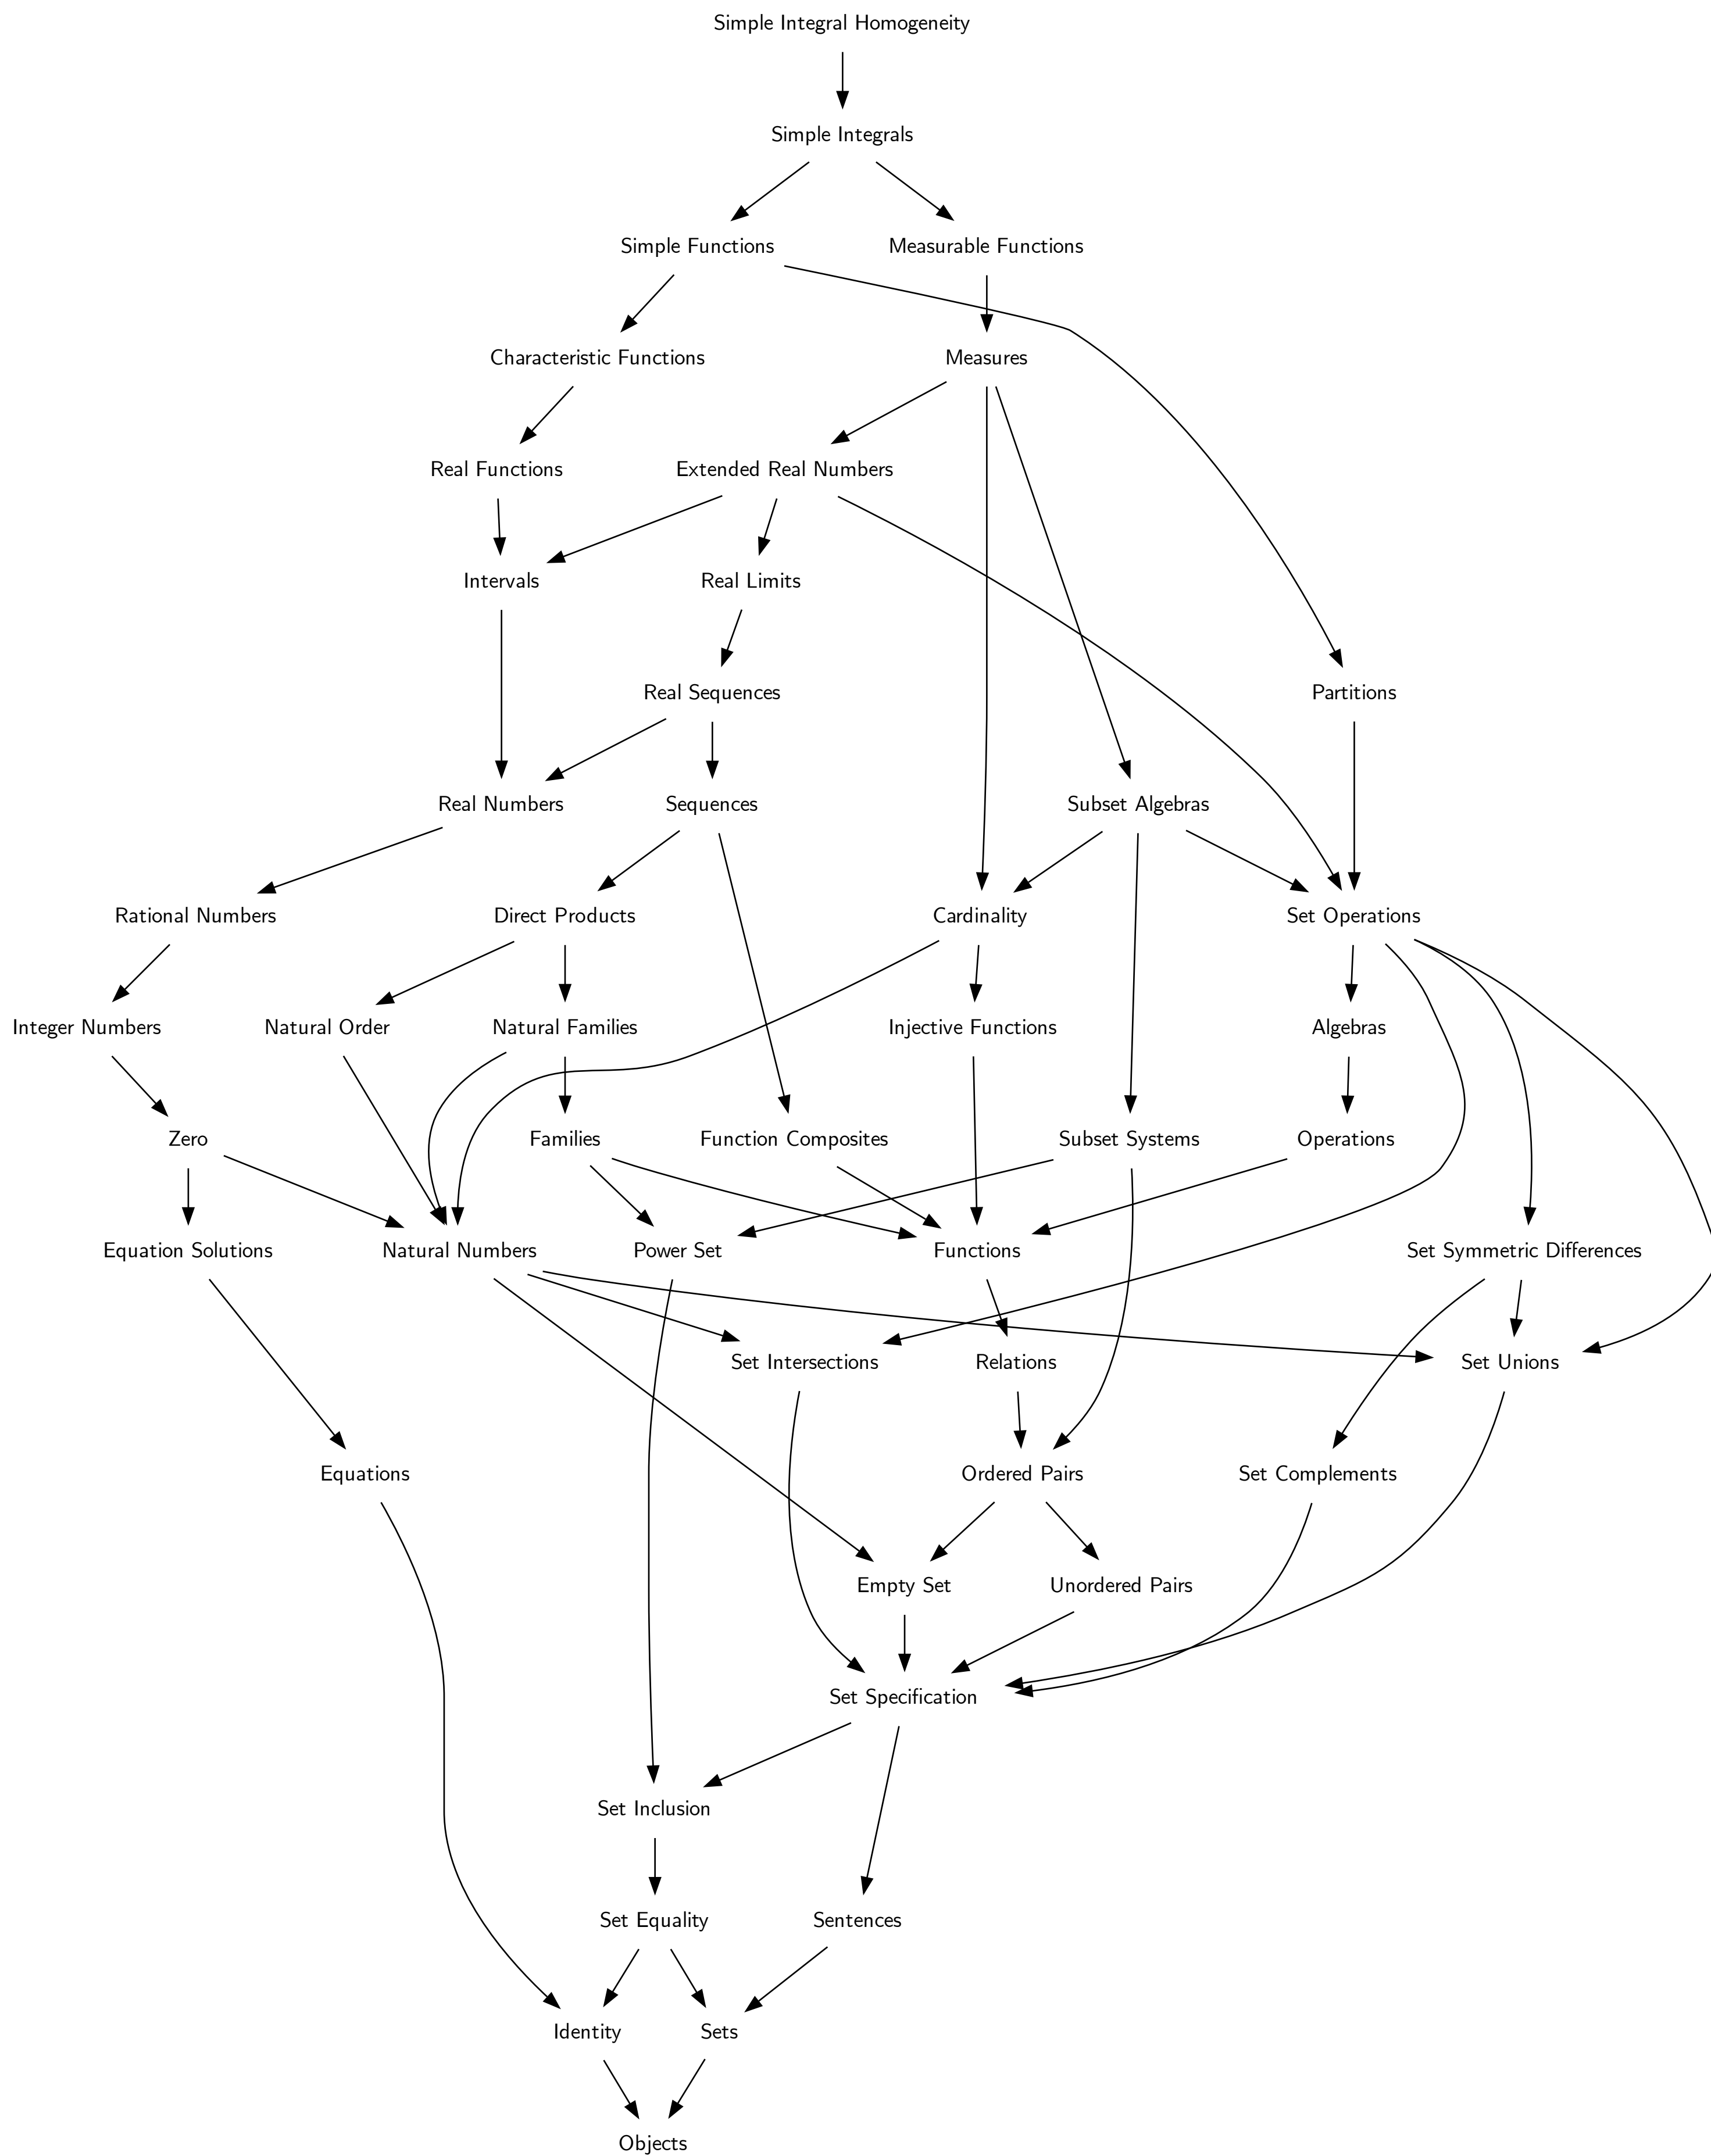 Simple Integral Homogeneity
Simple Integrals
Simple Functions
Measurable Functions
Characteristic Functions
Measures
Real Functions
Extended Real Numbers
Intervals
Real Limits
Real Sequences
Partitions
Real Numbers
Sequences
Subset Algebras
Rational Numbers
Direct Products
Cardinality
Set Operations
Integer Numbers
Natural Order
Natural Families
Injective Functions
Algebras
Zero
Families
Function Composites
Subset Systems
Operations
Equation Solutions
Natural Numbers
Power Set
Functions
Set Symmetric Differences
Set Intersections
Relations
Set Unions
Equations
Ordered Pairs
Set Complements
Empty Set
Unordered Pairs
Set Specification
Set Inclusion
Set Equality
Sentences
Identity
Sets
Objects